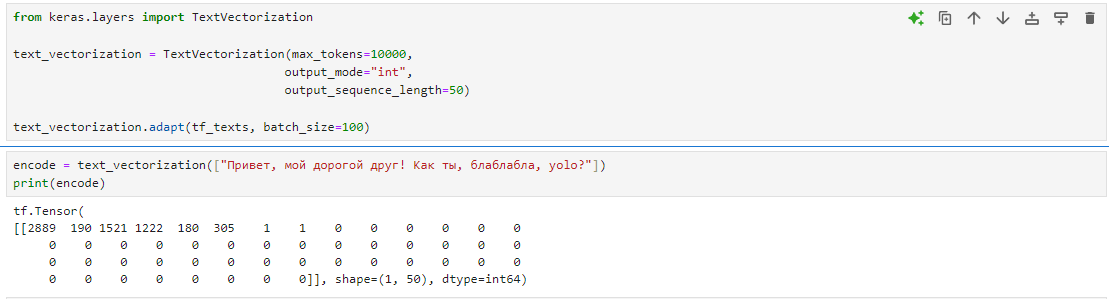 from keras.layers import TextVectorization
text_vectorization = TextVectorization(max_tokens=10000,
output_mode="int",
output_sequence_length=50)
text_vectorization.adapt(tf_texts, batch_size=100)
encode = text_vectorization(["Привет, мой дорогой друг! Как ты, блаблабла, yolo?"])
print(encode)
tf.Tensor(
[[2889 190 1521 1222 180 305 1 1 0 0 0 0 0 0
0 0 0 0 0 0 0 0 0 0 0 0 0 0
0 0 0 0 0 0 0 0 0 0 0 0 0 0
0 0 0 0 0 0 0 0]], shape=(1, 50), dtype=int64)